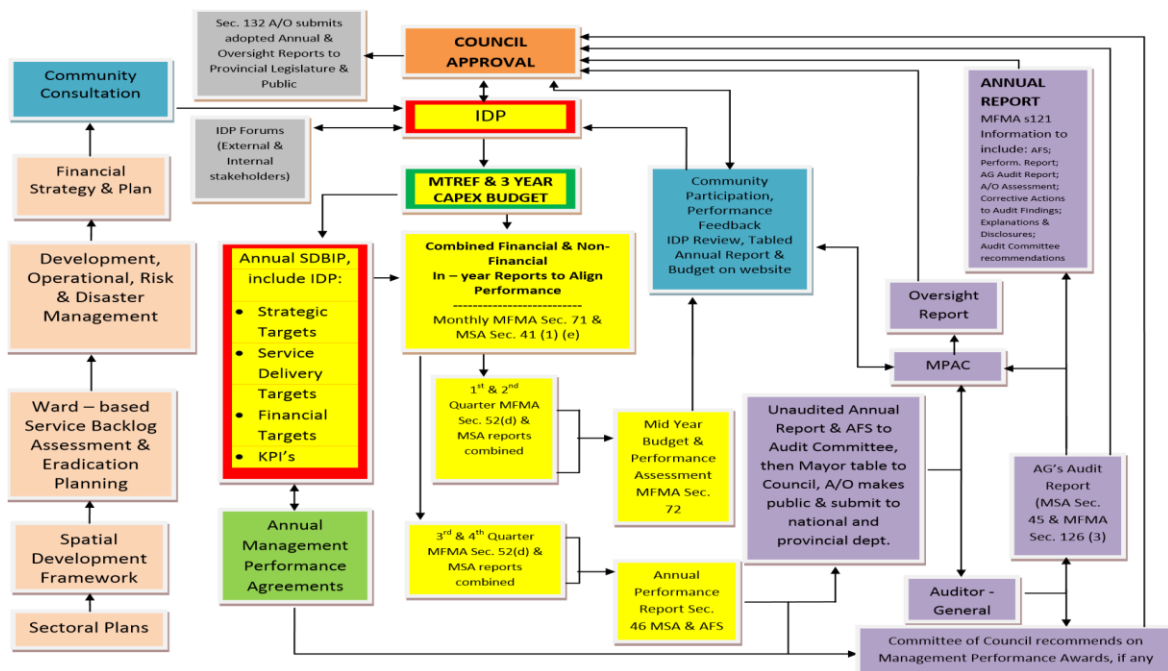 Sec. 132 A/O submits
adopted Annual &
Oversight Reports to
Provincial Legislature &
Public
COUNCIL
APPROVAL
Community
Consultation
IDP
IDP Forums
(External &
Internal
stakeholders)
Financial
Strategy & Plan
MTREF & 3 YEAR
CAPEX BUDGET
Development,
Operational, Risk
& Disaster
Management
Ward – based
Service Backlog
Assessment &
Eradication
Planning
Spatial
Development
Framework
Sectoral Plans
Annual SDBIP,
include IDP:
• Strategic
Targets
• Service
Delivery
Targets
• Financial
Targets
• KPI's
Annual
Management
Performance
Agreements
Combined Financial & Non-
Financial
In – year Reports to Align
Performance
----------------------------
Monthly MFMA Sec. 71 &
MSA Sec. 41 (1) (e)
1st & 2nd
Quarter MFMA
Sec. 52(d) &
MSA reports
combined
3rd & 4th Quarter
MFMA Sec. 52(d) &
MSA reports
combined
Mid Year
Budget &
Performance
Assessment
MFMA Sec.
72
Annual
Performance
Report Sec.
46 MSA & AFS
Community
Participation,
Performance
Feedback
IDP Review, Tabled
Annual Report &
Budget on website
ANNUAL
REPORT
MFMA s121
Information to
include: AFS;
Perform. Report;
AG Audit Report;
A/O Assessment;
Corrective Actions
to Audit Findings;
Explanations &
Disclosures;
Audit Committee
recommendations
Oversight
Report
MPAC
Unaudited Annual
Report & AFS to
Audit Committee,
then Mayor table to
Council, A/O makes
public & submit to
national and
provincial dept.
AG's Audit
Report
(MSA Sec.
45 & MFMA
Sec. 126 (3)
Auditor -
General
Committee of Council recommends on
Management Performance Awards, if any